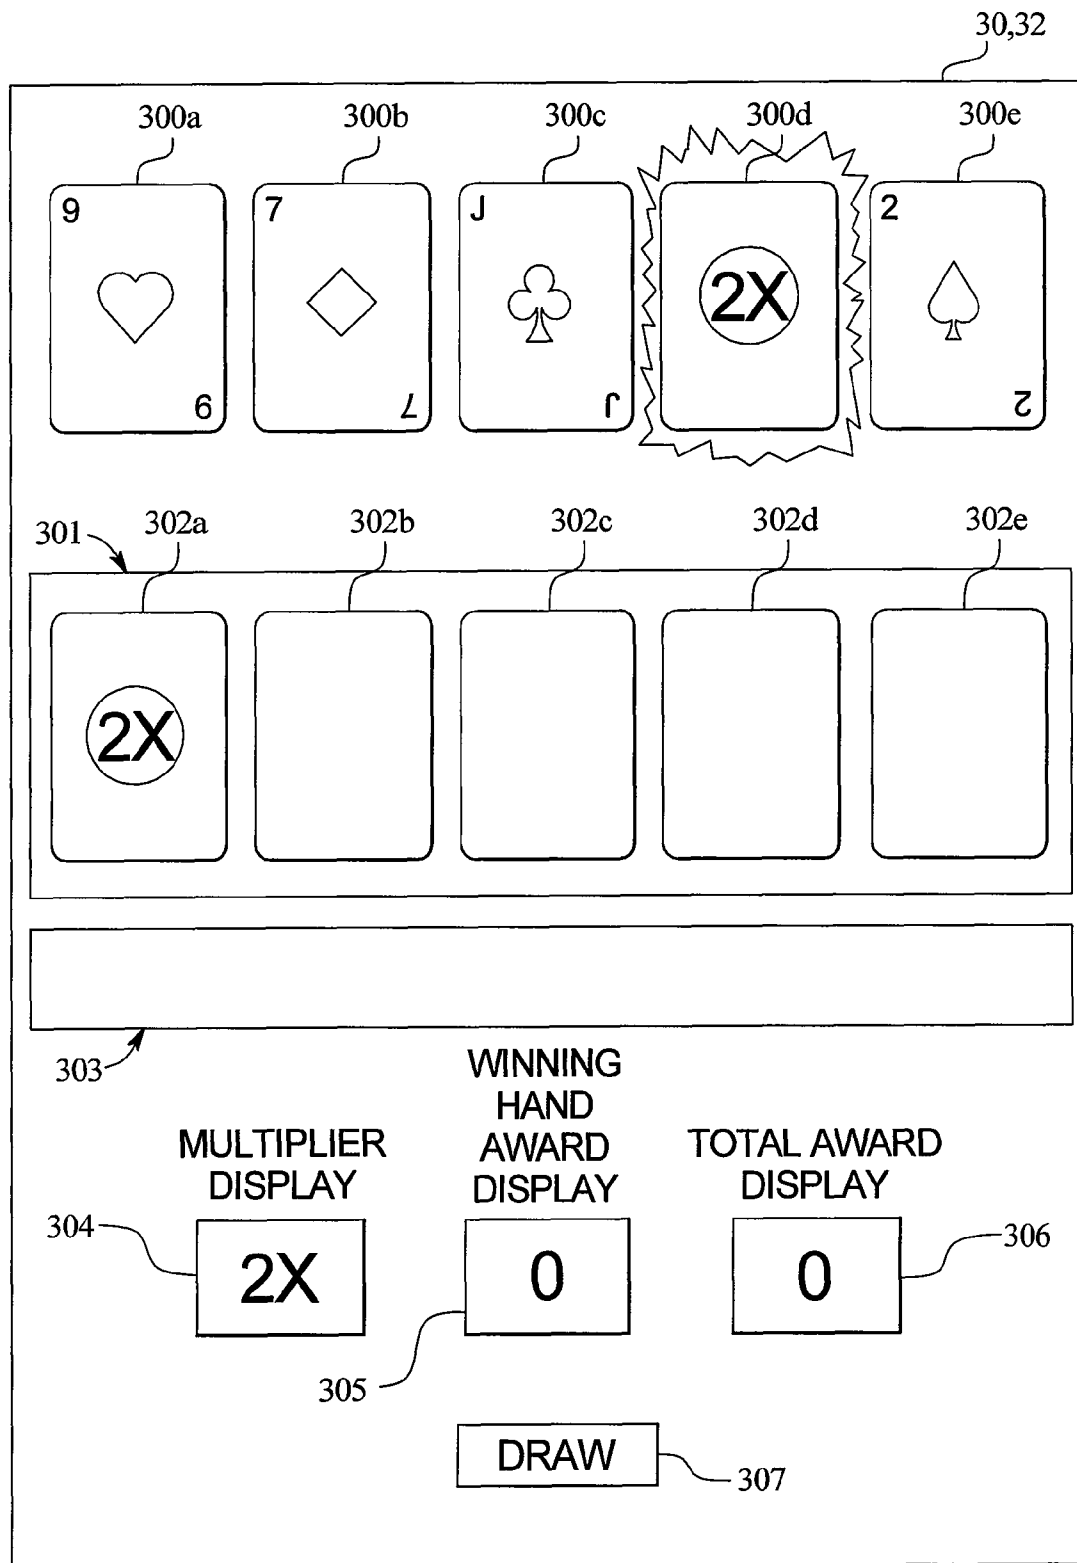 30,32
300a 300b 300c 300d 300e
9 7 J 2X 2
9 7 J 2
301 302a 302b 302c 302d 302e
2X
303
WINNING
HAND
AWARD
DISPLAY
MULTIPLIER
DISPLAY
TOTAL AWARD
DISPLAY
304 2X 0 0 306
305
DRAW 307